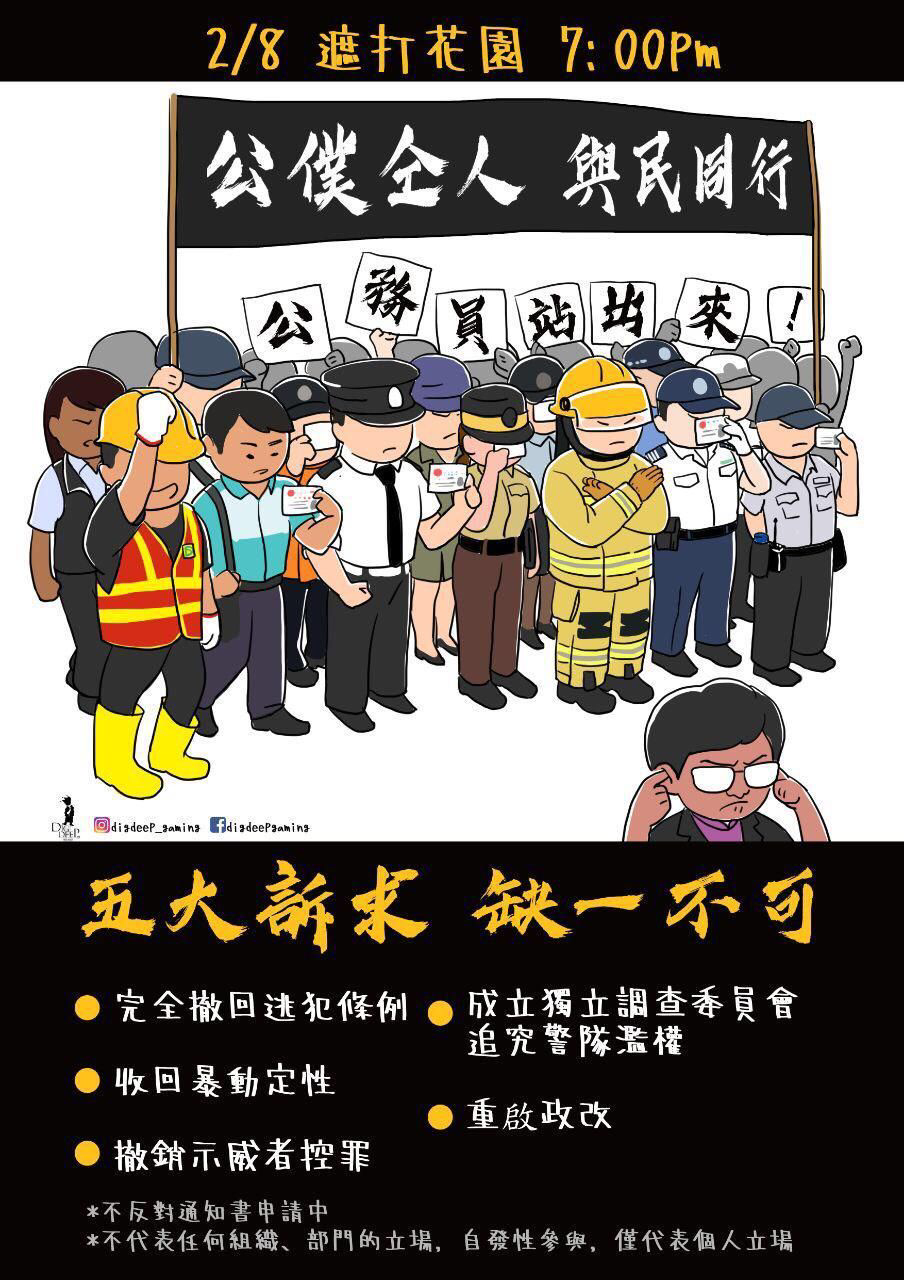 2/8 遮打花園 7:00Pm
公僕仝人 與民同行
公務員站出來!
digdeeP_gaming digdeePgaming
五大訴求 缺一不可
完全撤回逃犯條例
收回暴動定性
撤銷示威者控罪
成立獨立調查委員會
追究警隊濫權
重啟政改
*不反對通知書申請中
*不代表任何組織、部門的立場, 自發性參與, 僅代表個人立場